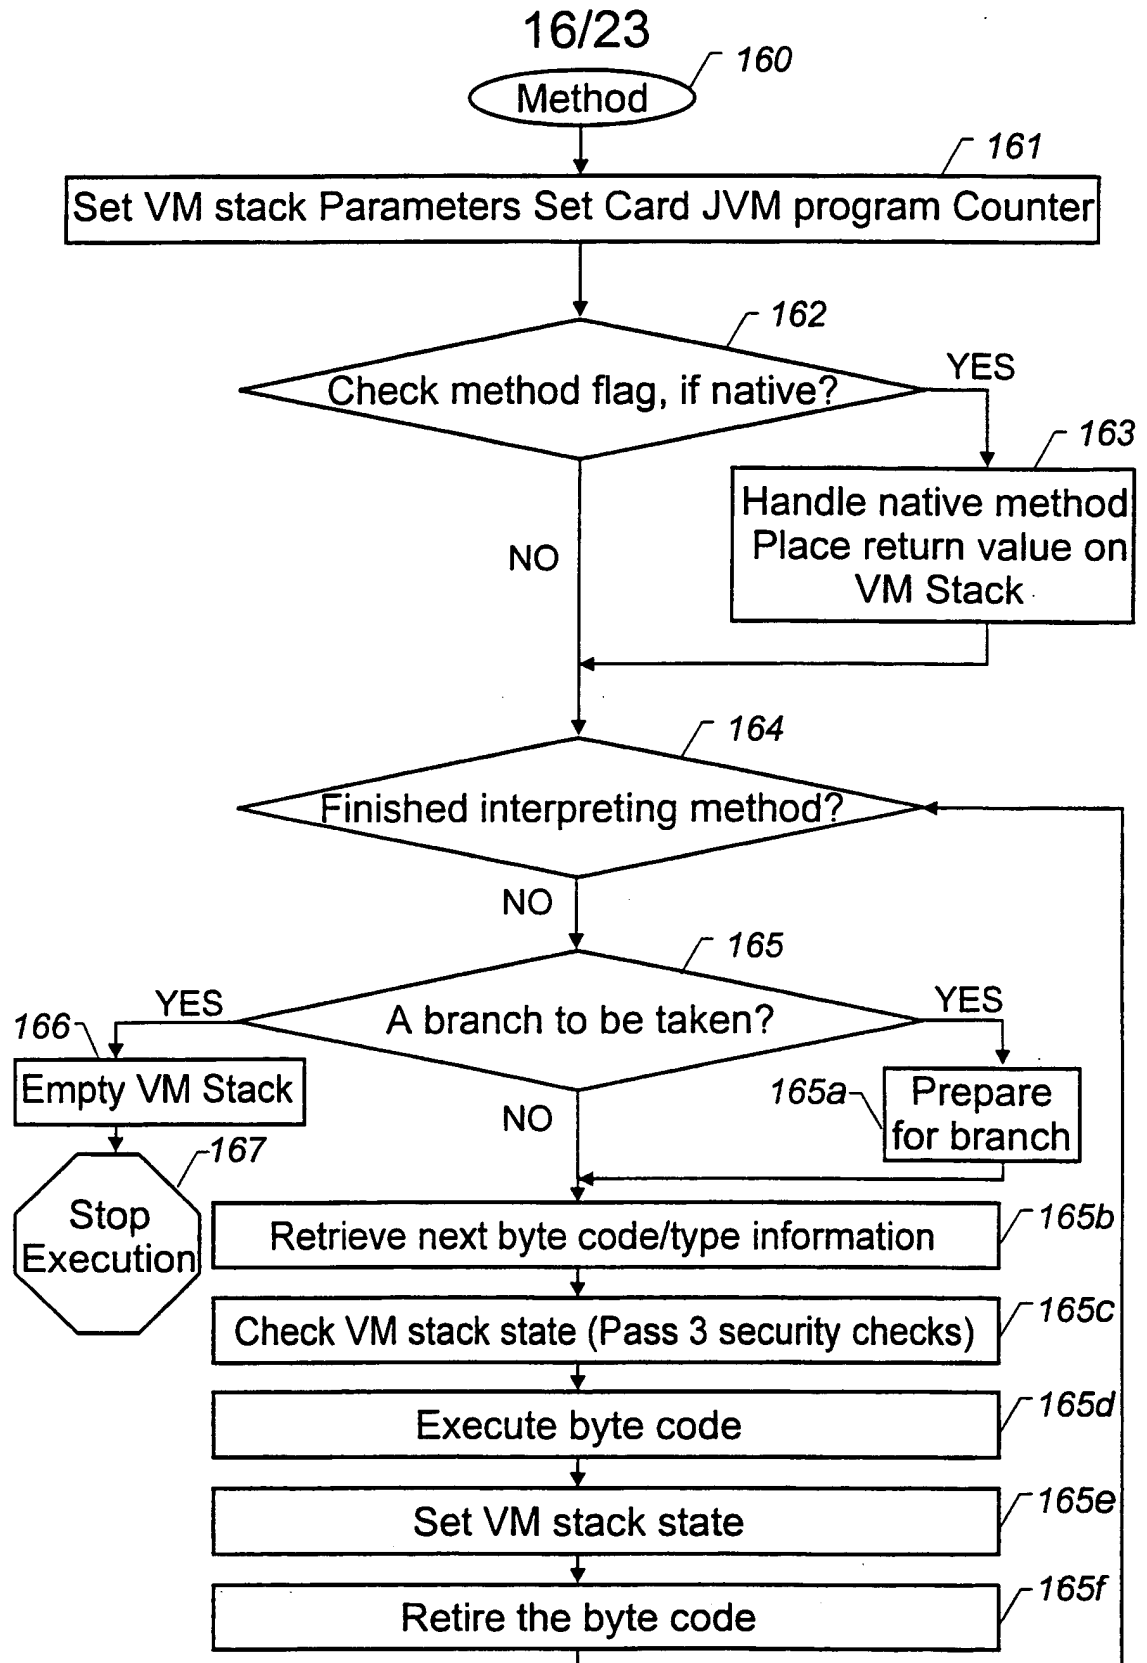 16/23
160
Method
161
Set VM stack Parameters Set Card JVM program Counter
162
Check method flag, if native?
YES
163
Handle native method
Place return value on
VM Stack
NO
164
Finished interpreting method?
NO
165
A branch to be taken?
YES
YES
166
Empty VM Stack
165a
Prepare
for branch
NO
167
Stop
Execution
Retrieve next byte code/type information
165b
Check VM stack state (Pass 3 security checks)
165c
Execute byte code
165d
Set VM stack state
165e
Retire the byte code
165f